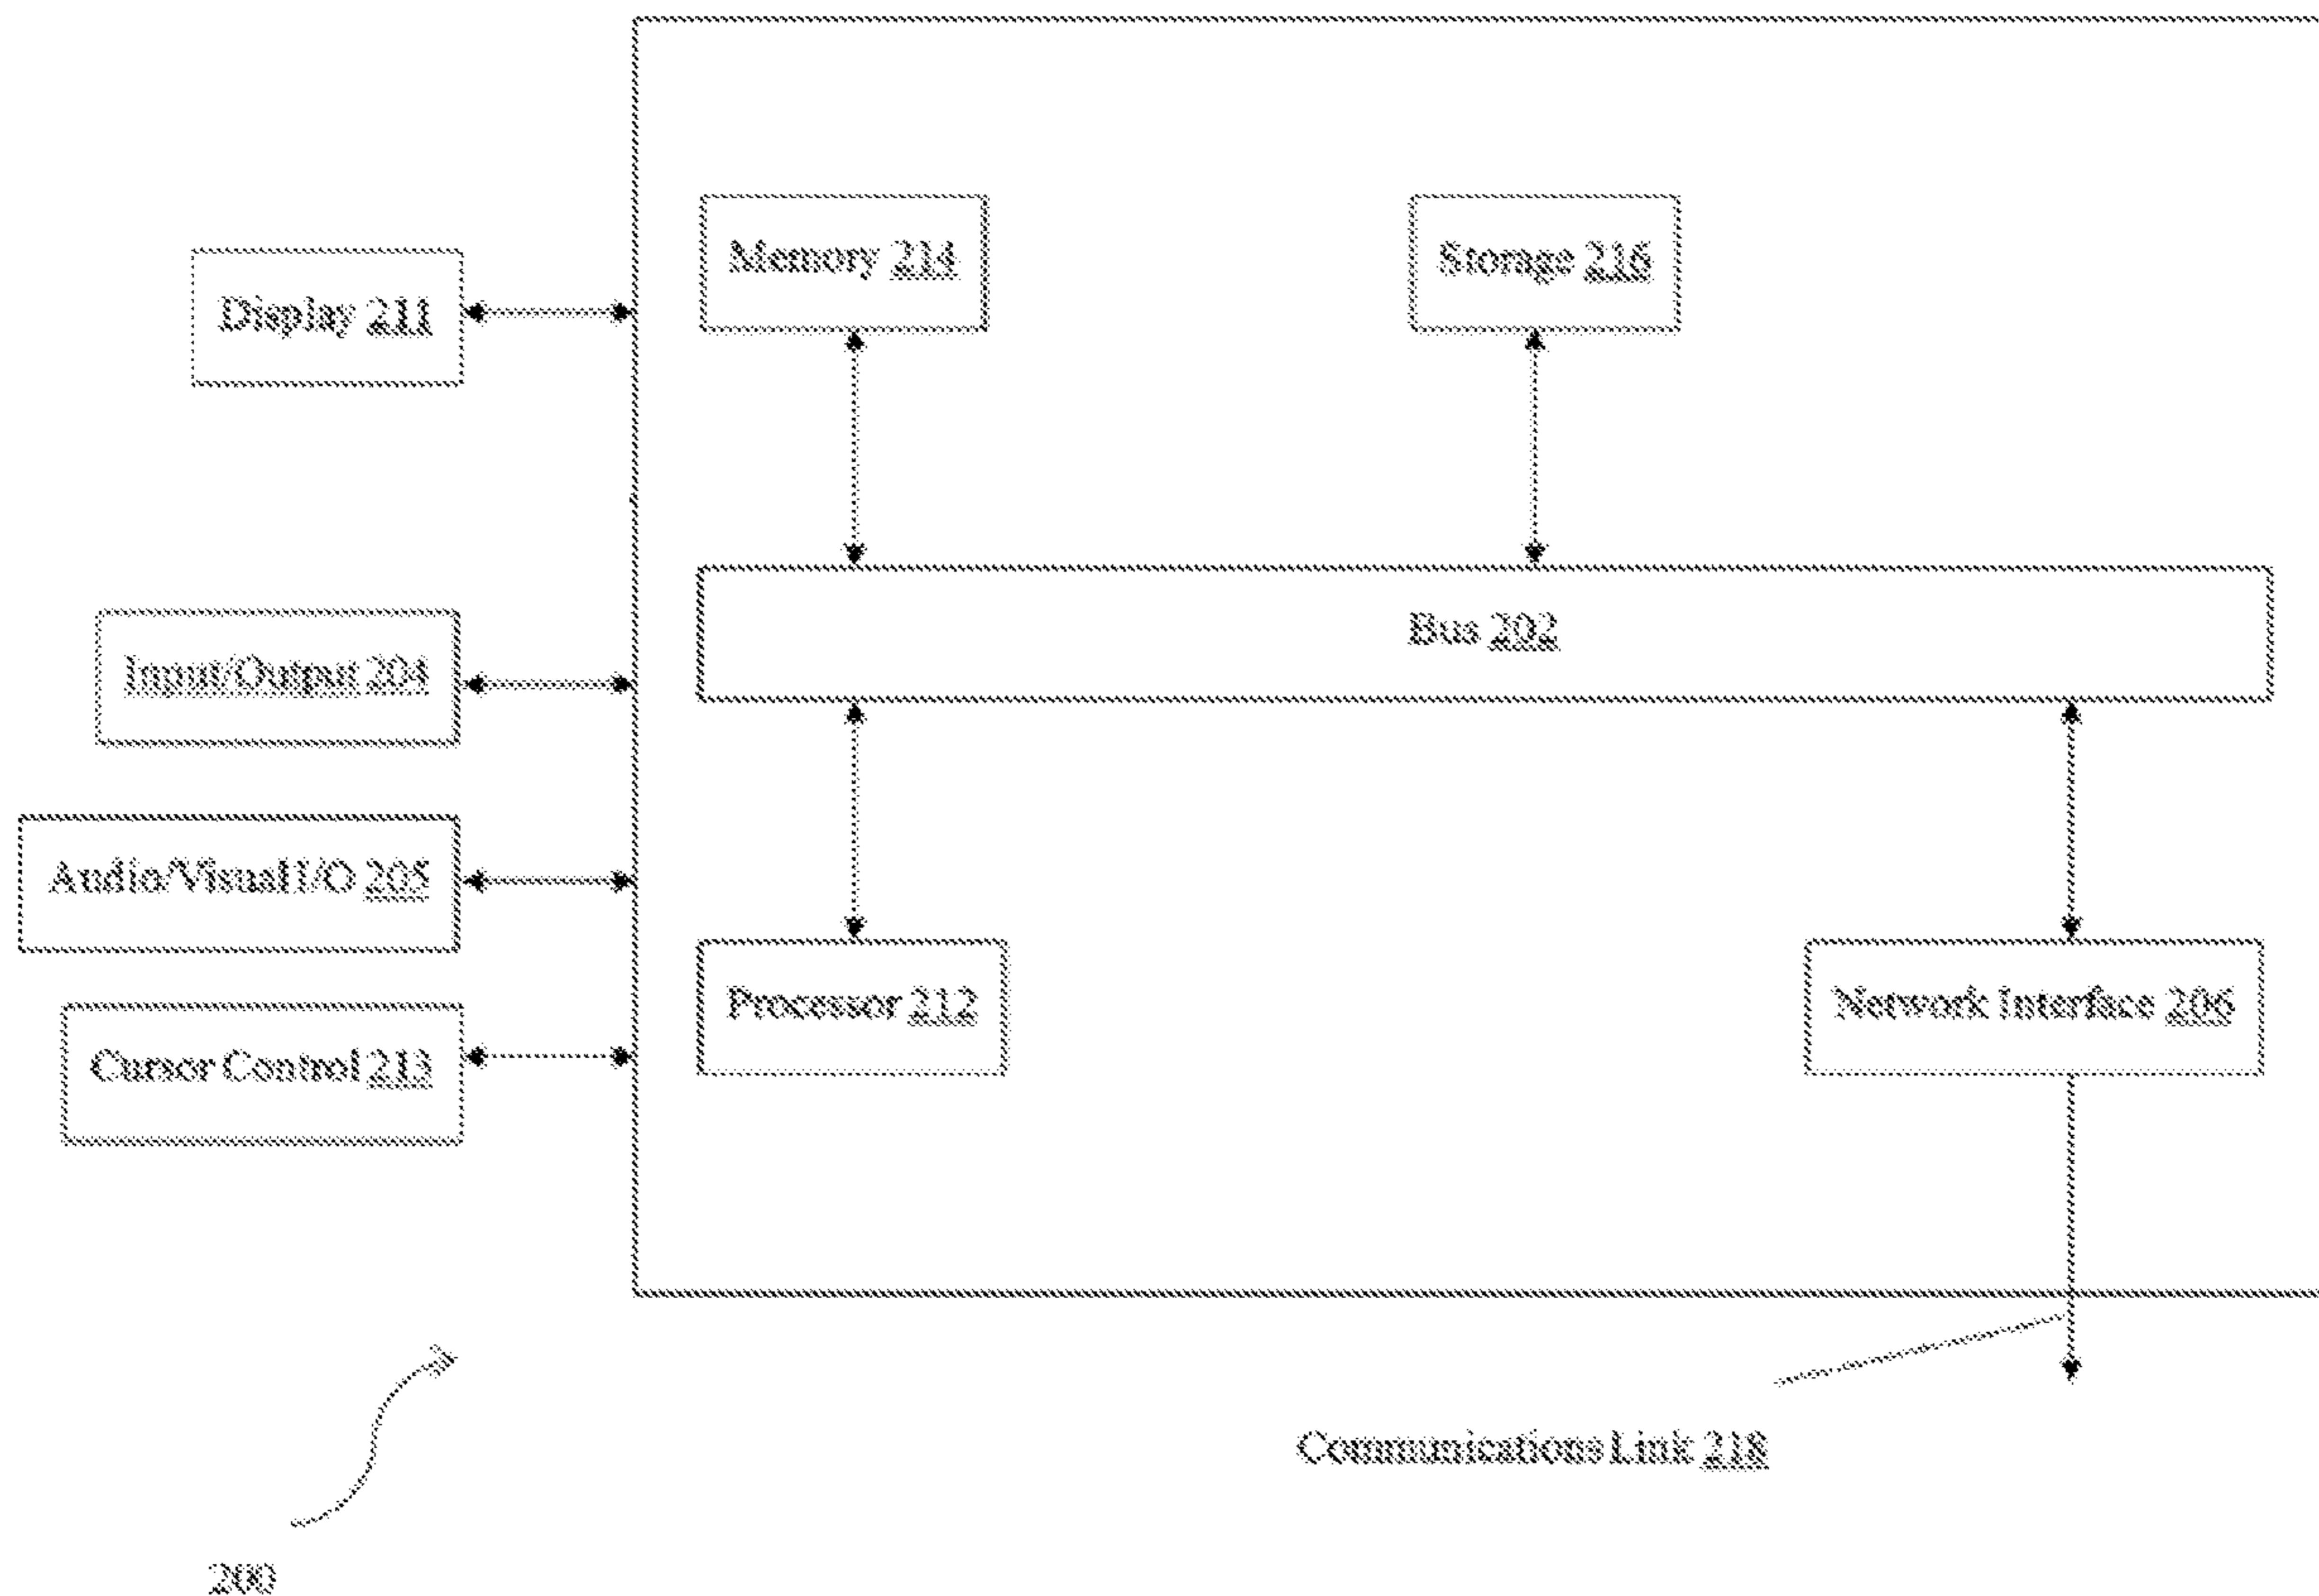 Memory 214
Storage 216
Display 211
Bus 202
Input/Output 204
Audio/Visual I/O 205
Processor 212
Network Interface 206
Cursor Control 213
Communications Link 218
200